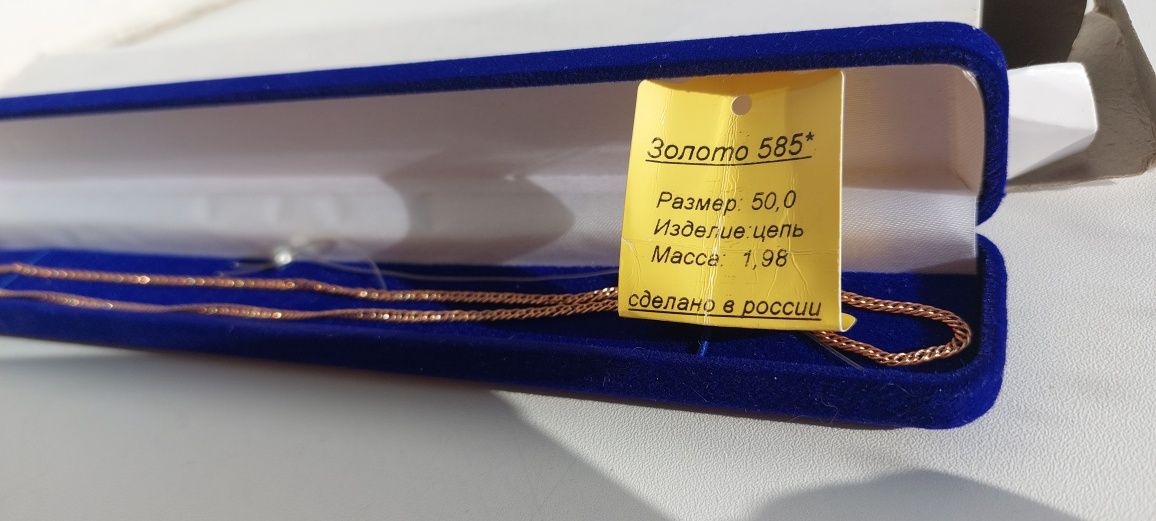 Золото 585*
Размер: 50,0
Изделие:цепь
Масса: 1,98
сделано в россии